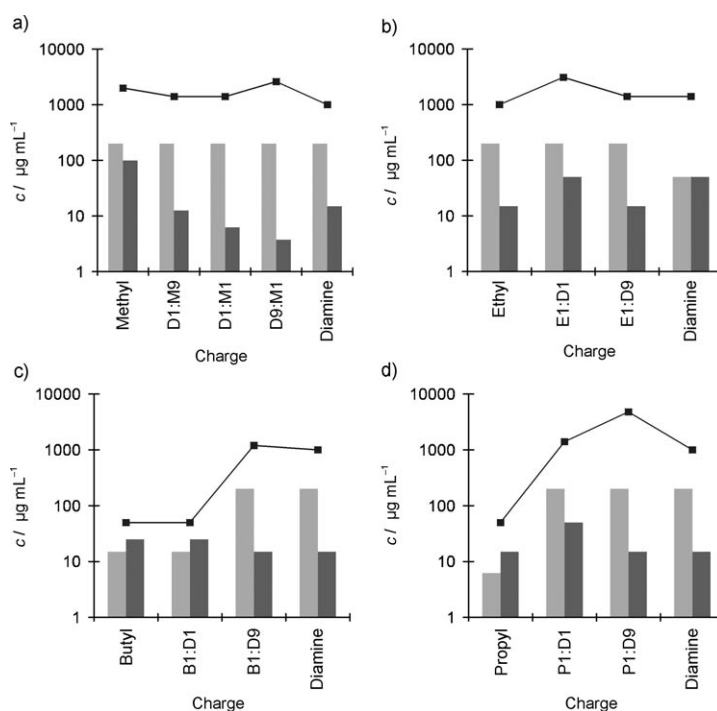 a)
10000
1000
100
10
1
c / µg mL⁻¹
Methyl
D1:M9
D1:M1
D9:M1
Diamine
Charge
b)
10000
1000
100
10
1
c / µg mL⁻¹
Ethyl
E1:D1
E1:D9
Diamine
Charge
c)
10000
1000
100
10
1
c / µg mL⁻¹
Butyl
B1:D1
B1:D9
Diamine
Charge
d)
10000
1000
100
10
1
c / µg mL⁻¹
Propyl
P1:D1
P1:D9
Diamine
Charge